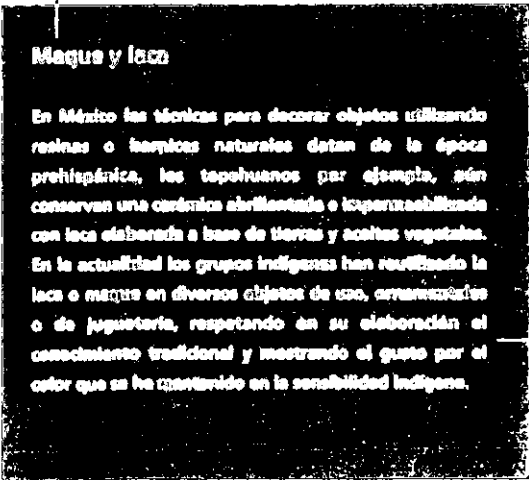 Maque y laca
En México las técnicas para decorar objetos utilizando
resinas o barnices naturales datan de la época
prehispánica, los tepehuanos por ejemplo, aún
conservan una cerámica abrillantada e impermeabilizada
con laca elaborada a base de tierras y aceites vegetales.
En la actualidad los grupos indígenas han reutilizado la
laca o maque en diversos objetos de uso, ornamentales
o de juguetería, respetando en su elaboración el
conocimiento tradicional y mostrando el gusto por el
color que se ha mantenido en la sensibilidad indígena.